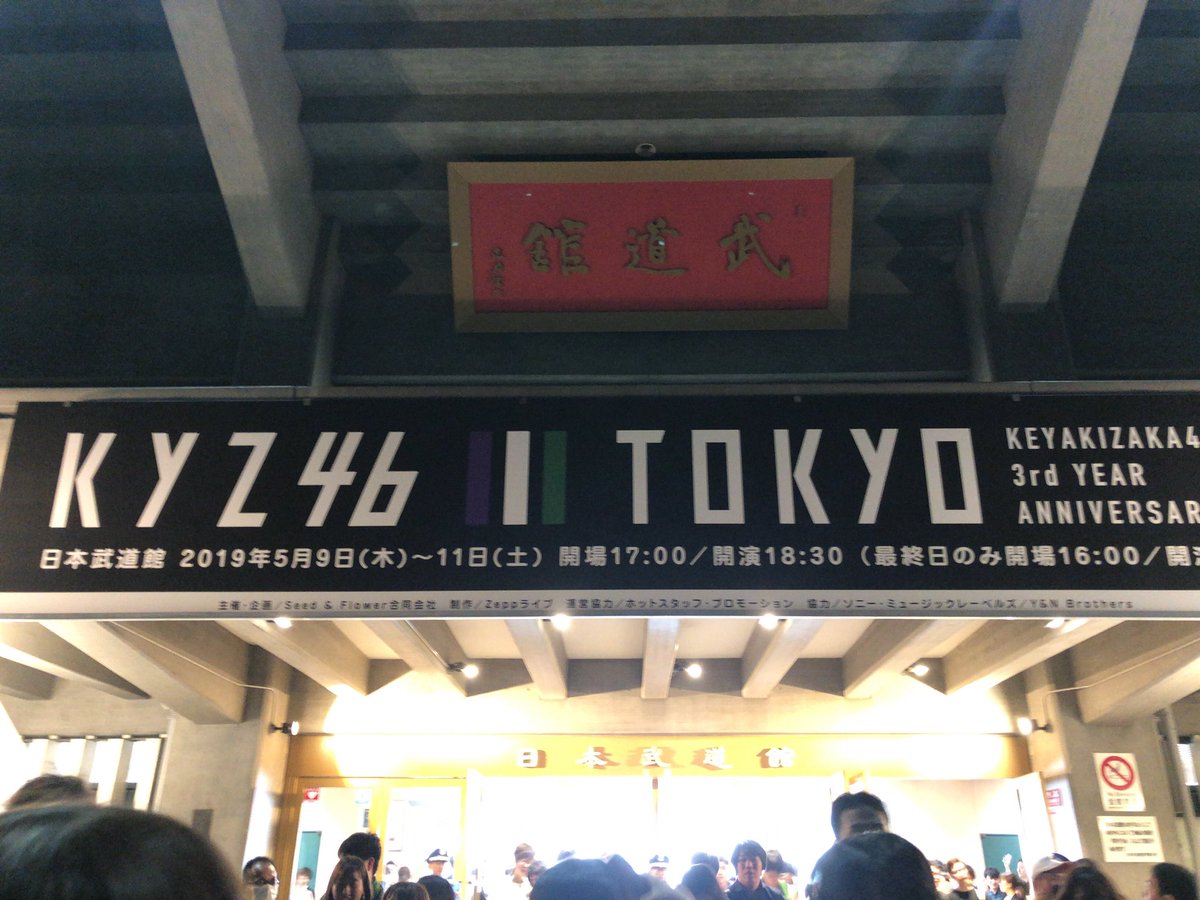 武道館
KYZ46 TOKYO
KEYAKIZAKA4
3rd YEAR
ANNIVERSAR
日本武道館 2019年5月9日(木)〜11日(土) 開場17:00/開演18:30 (最終日のみ開場16:00/開演
主催・企画/Seed & Flower合同会社 制作/Zeppライブ 運営協力/ホットスタッフ・プロモーション 協力/ソニー・ミュージックレーベルズ/Y&N Brothers
日本武道館